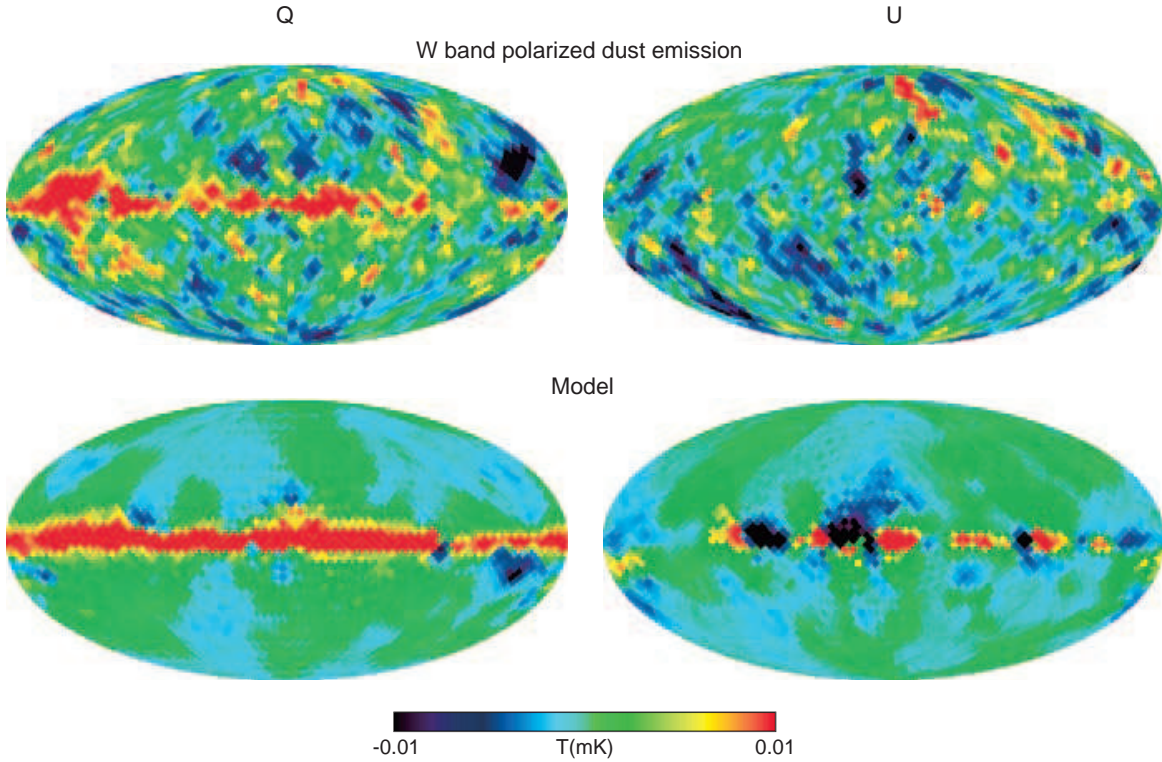 Q U
W band polarized dust emission
Model
-0.01 T(mK) 0.01